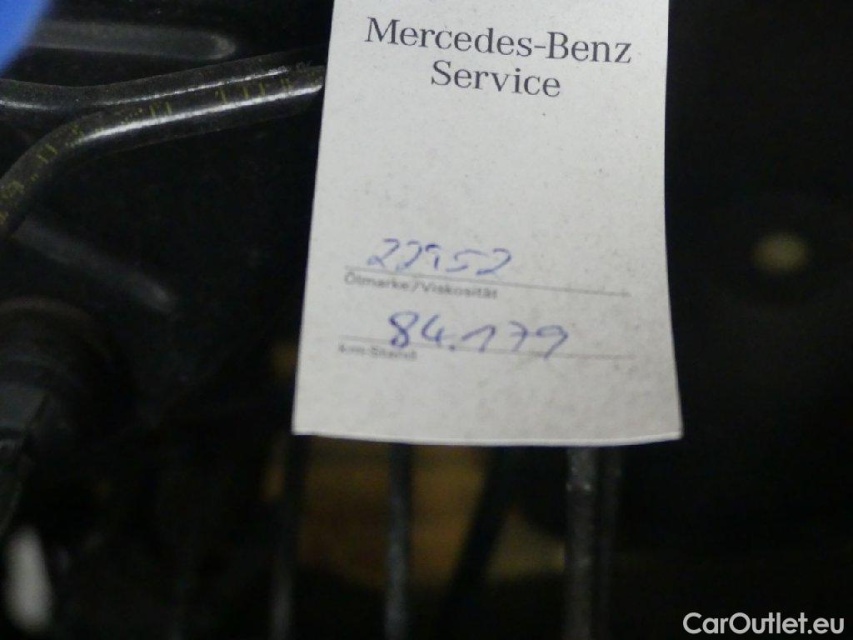 Mercedes-Benz
Service
22952
Ölmarke/Viskosität
84.179
km-Stand
CarOutlet.eu